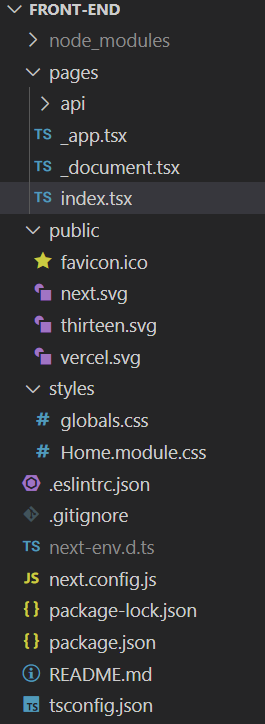 FRONT-END
node_modules
pages
api
TS _app.tsx
TS _document.tsx
TS index.tsx
public
favicon.ico
next.svg
thirteen.svg
vercel.svg
styles
# globals.css
# Home.module.css
.eslintrc.json
.gitignore
TS next-env.d.ts
JS next.config.js
{ } package-lock.json
{ } package.json
README.md
TS tsconfig.json